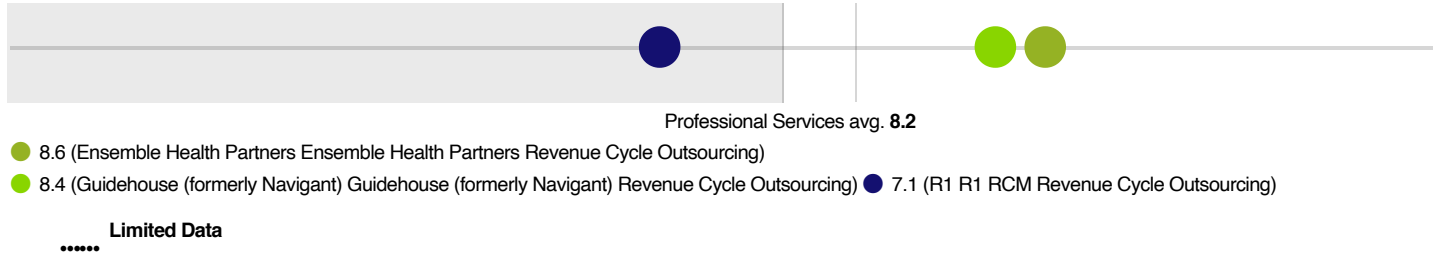 Professional Services avg. 8.2
8.6 (Ensemble Health Partners Ensemble Health Partners Revenue Cycle Outsourcing)
8.4 (Guidehouse (formerly Navigant) Guidehouse (formerly Navigant) Revenue Cycle Outsourcing) 7.1 (R1 R1 RCM Revenue Cycle Outsourcing)
Limited Data